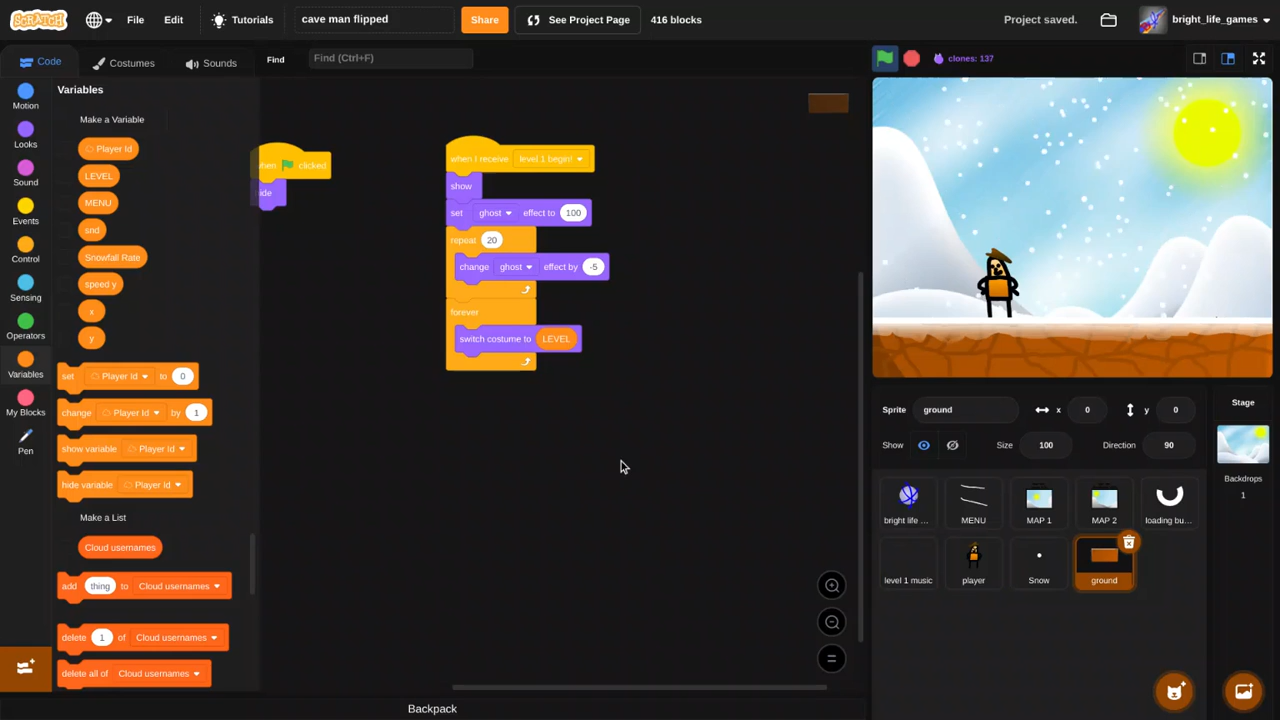 SCRATCH
File
Edit
Tutorials
cave man flipped
Share
See Project Page
416 blocks
Project saved.
bright_life_games
Code
Costumes
Sounds
Find
Find (Ctrl+F)
clones: 137
Motion
Looks
Sound
Events
Control
Sensing
Operators
Variables
My Blocks
Pen
Variables
Make a Variable
Player Id
LEVEL
MENU
snd
Snowfall Rate
speed y
x
y
set Player Id to 0
change Player Id by 1
show variable Player Id
hide variable Player Id
Make a List
Cloud usernames
add thing to Cloud usernames
delete 1 of Cloud usernames
delete all of Cloud usernames
clicked
when I receive level 1 begin!
show
set ghost effect to 100
repeat 20
change ghost effect by -5
forever
switch costume to LEVEL
Sprite ground x 0 y 0
Show Size 100 Direction 90
Stage
Backdrops
1
bright life ...
MENU
MAP 1
MAP 2
loading bu...
level 1 music
player
Snow
ground
Backpack